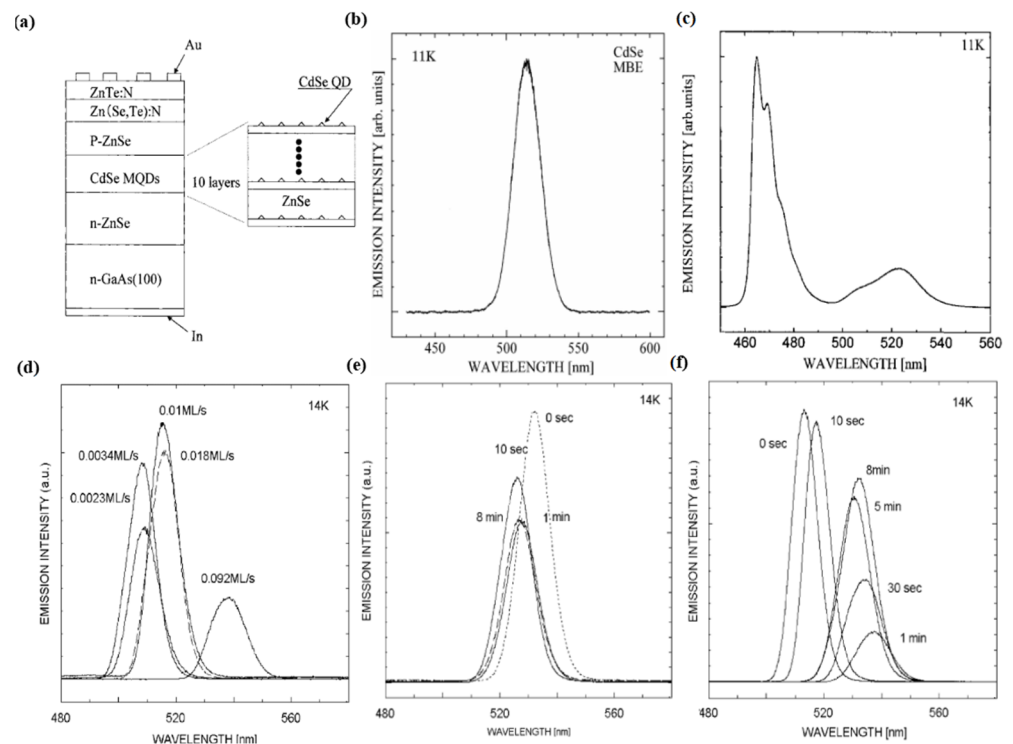 (a)
Au
ZnTe:N
Zn(Se,Te):N
P-ZnSe
CdSe MQDs
n-ZnSe
n-GaAs(100)
In
CdSe QD
10 layers
ZnSe
(b)
11K
CdSe
MBE
EMISSION INTENSITY [arb. units]
450
500
550
600
WAVELENGTH [nm]
(c)
11K
EMISSION INTENSITY [arb.units]
460
480
500
520
540
560
WAVELENGTH [nm]
(d)
14K
0.01ML/s
0.0034ML/s
0.018ML/s
0.0023ML/s
0.092ML/s
EMISSION INTENSITY (a.u.)
480
520
560
WAVELENGTH [nm]
(e)
14K
0 sec
10 sec
8 min
1 min
EMISSION INTENSITY (a.u.)
480
520
560
WAVELENGTH [nm]
(f)
14K
0 sec
10 sec
8min
5 min
30 sec
1 min
EMISSION INTENSITY (a.u.)
480
520
560
WAVELENGTH [nm]